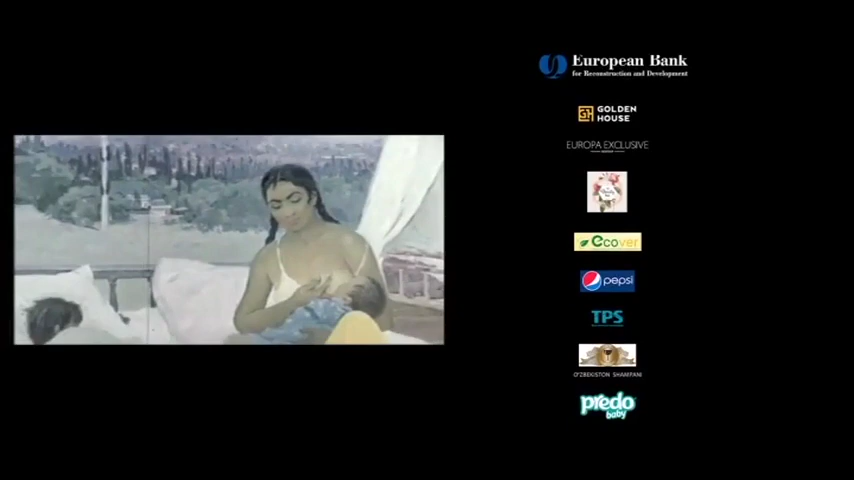 European Bank
for Reconstruction and Development
GOLDEN
HOUSE
EUROPA EXCLUSIVE
ecover
pepsi
TPS
O'ZBEKISTON SHAMPANI
predo
baby